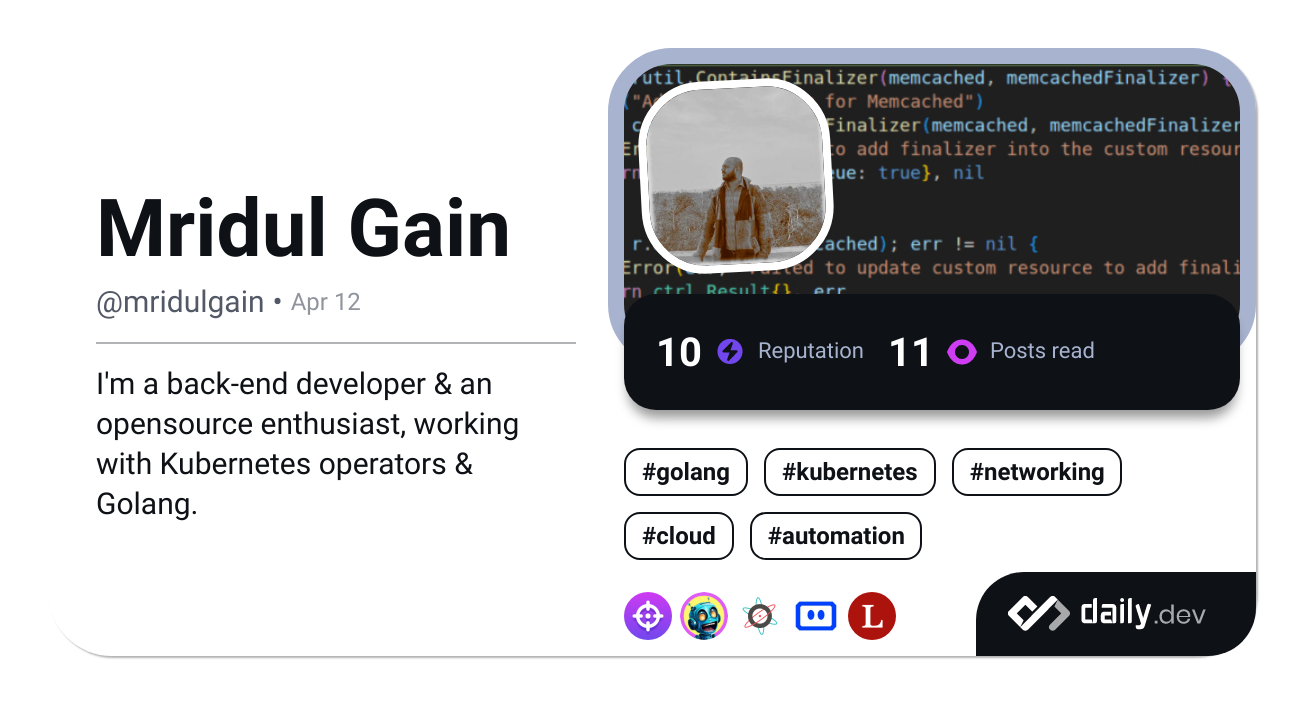 Mridul Gain
@mridulgain • Apr 12
I'm a back-end developer & an
opensource enthusiast, working
with Kubernetes operators &
Golang.
util.ContainsFinalizer(memcached, memcachedFinalizer) {
for Memcached")
Finalizer(memcached, memcachedFinalizer
to add finalizer into the custom resour
true}, nil
r. ached); err != nil {
Error( to update custom resource to add finali
ctrl.Result{}, err
10 Reputation 11 Posts read
#golang #kubernetes #networking
#cloud #automation
L
daily.dev